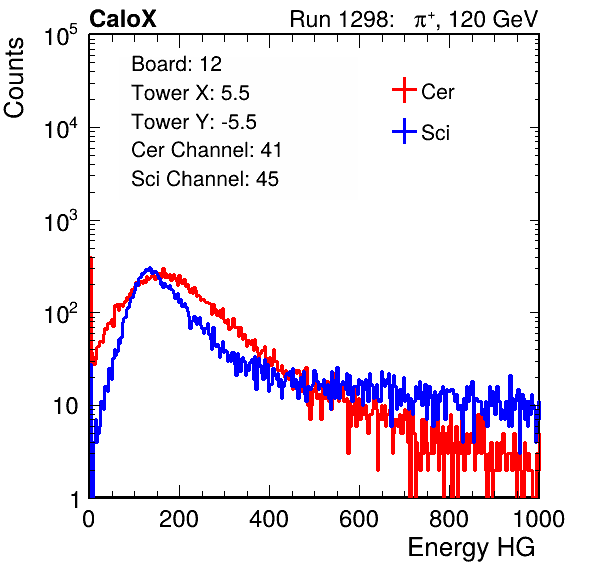 CaloX Run 1298: π⁺, 120 GeV
Counts
10⁵
10⁴
10³
10²
10
1
Board: 12
Tower X: 5.5
Tower Y: -5.5
Cer Channel: 41
Sci Channel: 45
Cer
Sci
0 200 400 600 800 1000
Energy HG